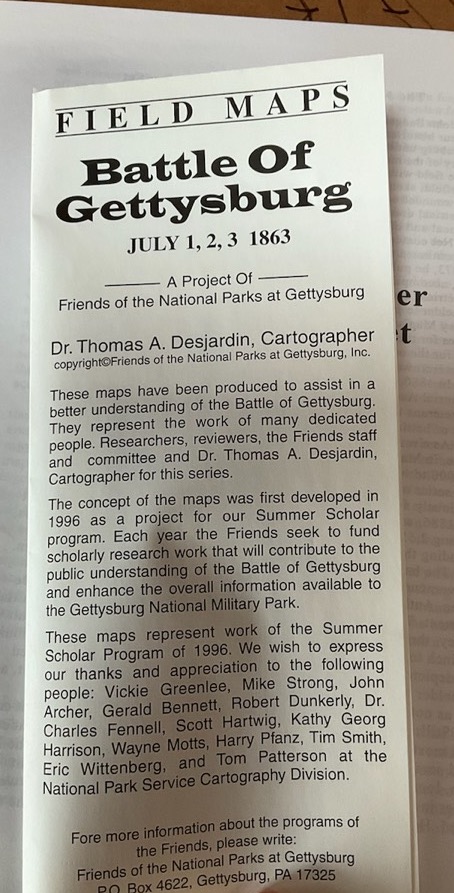 FIELD MAPS
Battle Of
Gettysburg
JULY 1, 2, 3 1863
A Project Of
Friends of the National Parks at Gettysburg
er
t
Dr. Thomas A. Desjardin, Cartographer
copyright©Friends of the National Parks at Gettysburg, Inc.
These maps have been produced to assist in a
better understanding of the Battle of Gettysburg.
They represent the work of many dedicated
people. Researchers, reviewers, the Friends staff
and committee and Dr. Thomas A. Desjardin,
Cartographer for this series.
The concept of the maps was first developed in
1996 as a project for our Summer Scholar
program. Each year the Friends seek to fund
scholarly research work that will contribute to the
public understanding of the Battle of Gettysburg
and enhance the overall information available to
the Gettysburg National Military Park.
These maps represent work of the Summer
Scholar Program of 1996. We wish to express
our thanks and appreciation to the following
people: Vickie Greenlee, Mike Strong, John
Archer, Gerald Bennett, Robert Dunkerly, Dr.
Charles Fennell, Scott Hartwig, Kathy Georg
Harrison, Wayne Motts, Harry Pfanz, Tim Smith,
Eric Wittenberg, and Tom Patterson at the
National Park Service Cartography Division.
Fore more information about the programs of
the Friends, please write:
Friends of the National Parks at Gettysburg
P.O. Box 4622, Gettysburg, PA 17325